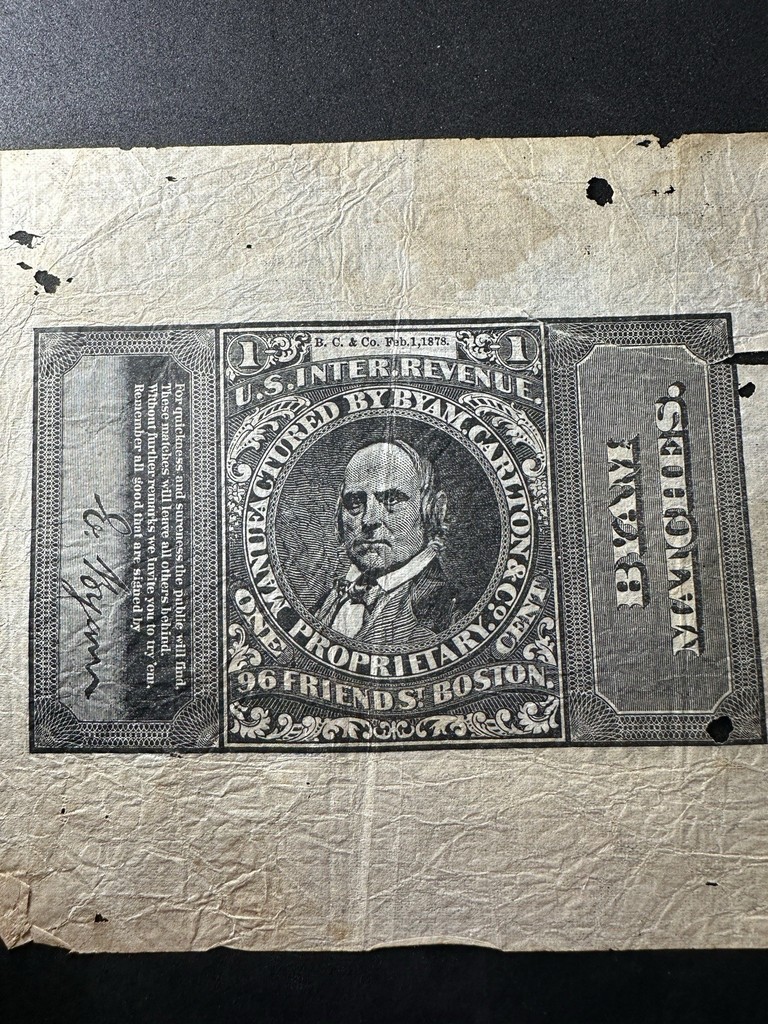 For quickness and sureness the public will find,
These matches will leave all others behind,
Without further remarks we invite you to try 'em,
Remember all good that are signed by
E. Byam
1
B. C. & Co. Feb. 1, 1878.
1
U.S. INTER. REVENUE.
MANUFACTURED BY BYAM, CARLTON & Co.
ONE
PROPRIETARY.
CENT
96 FRIEND ST BOSTON.
BYAM
MATCHES.